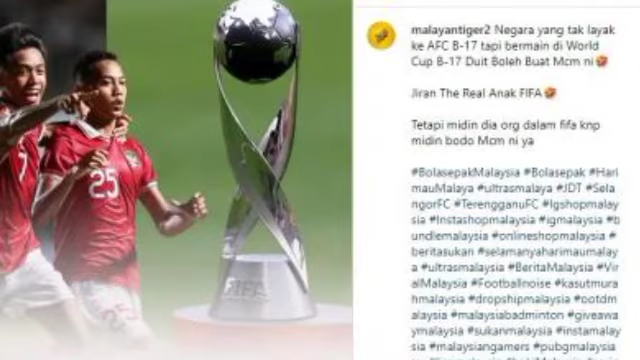 malayantiger2 Negara yang tak layak
ke AFC B-17 tapi bermain di World
Cup B-17 Duit Boleh Buat Mcm ni🤣
Jiran The Real Anak FIFA🤣
Tetapi midin dia org dalam fifa knp
midin bodo Mcm ni ya
#BolasepakMalaysia #Bolasepak #Hari
mauMalaya #ultrasmalaya #JDT #Sela
ngorFC #TerengganuFC #Igshopmalays
ia #Instashopmalaysia #igmalaysia #b
undlemalaysia #onlineshopmalaysia #
beritasukan #selamanyaharimaumalay
a #ultrasmalaysia #BeritaMalaysia #Vir
alMalaysia #Footballnoise #kasutmura
hmalaysia #dropshipmalaysia #ootdm
alaysia #malaysiabadminton #giveawa
ymalaysia #sukanmalaysia #instamalay
sia #malaysiangamers #pubgmalaysia
7
25
25
FIFA